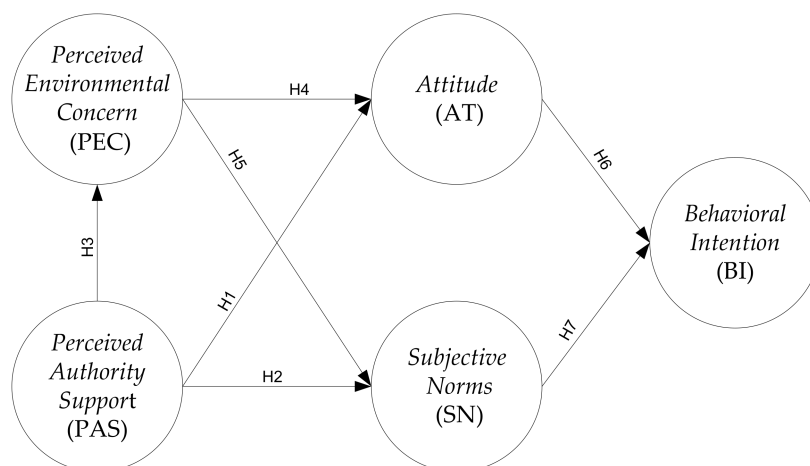 Perceived
Environmental
Concern
(PEC)
H4
Attitude
(AT)
H5
H6
H3
H1
Behavioral
Intention
(BI)
Perceived
Authority
Support
(PAS)
H2
Subjective
Norms
(SN)
H7